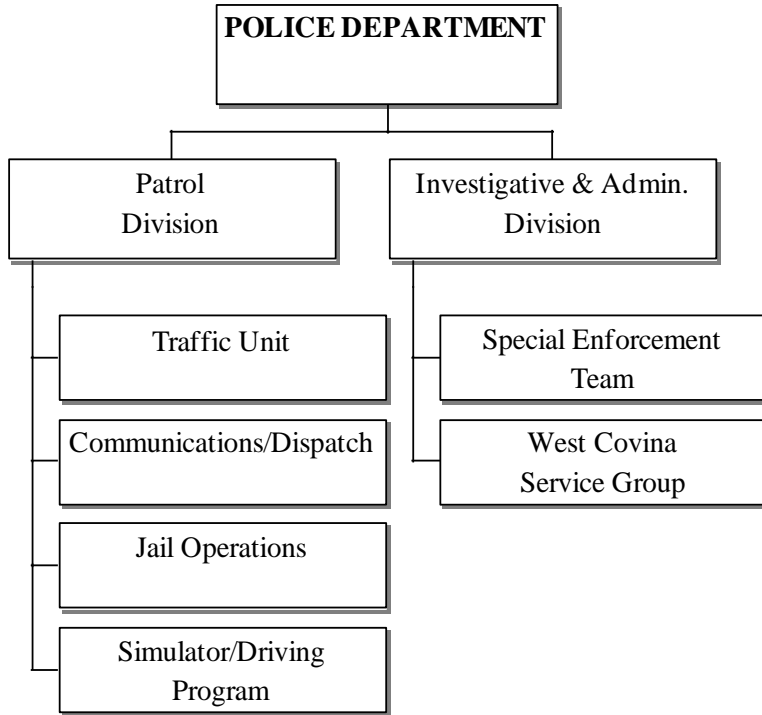 POLICE DEPARTMENT
Patrol
Division
Investigative & Admin.
Division
Traffic Unit
Communications/Dispatch
Jail Operations
Simulator/Driving
Program
Special Enforcement
Team
West Covina
Service Group